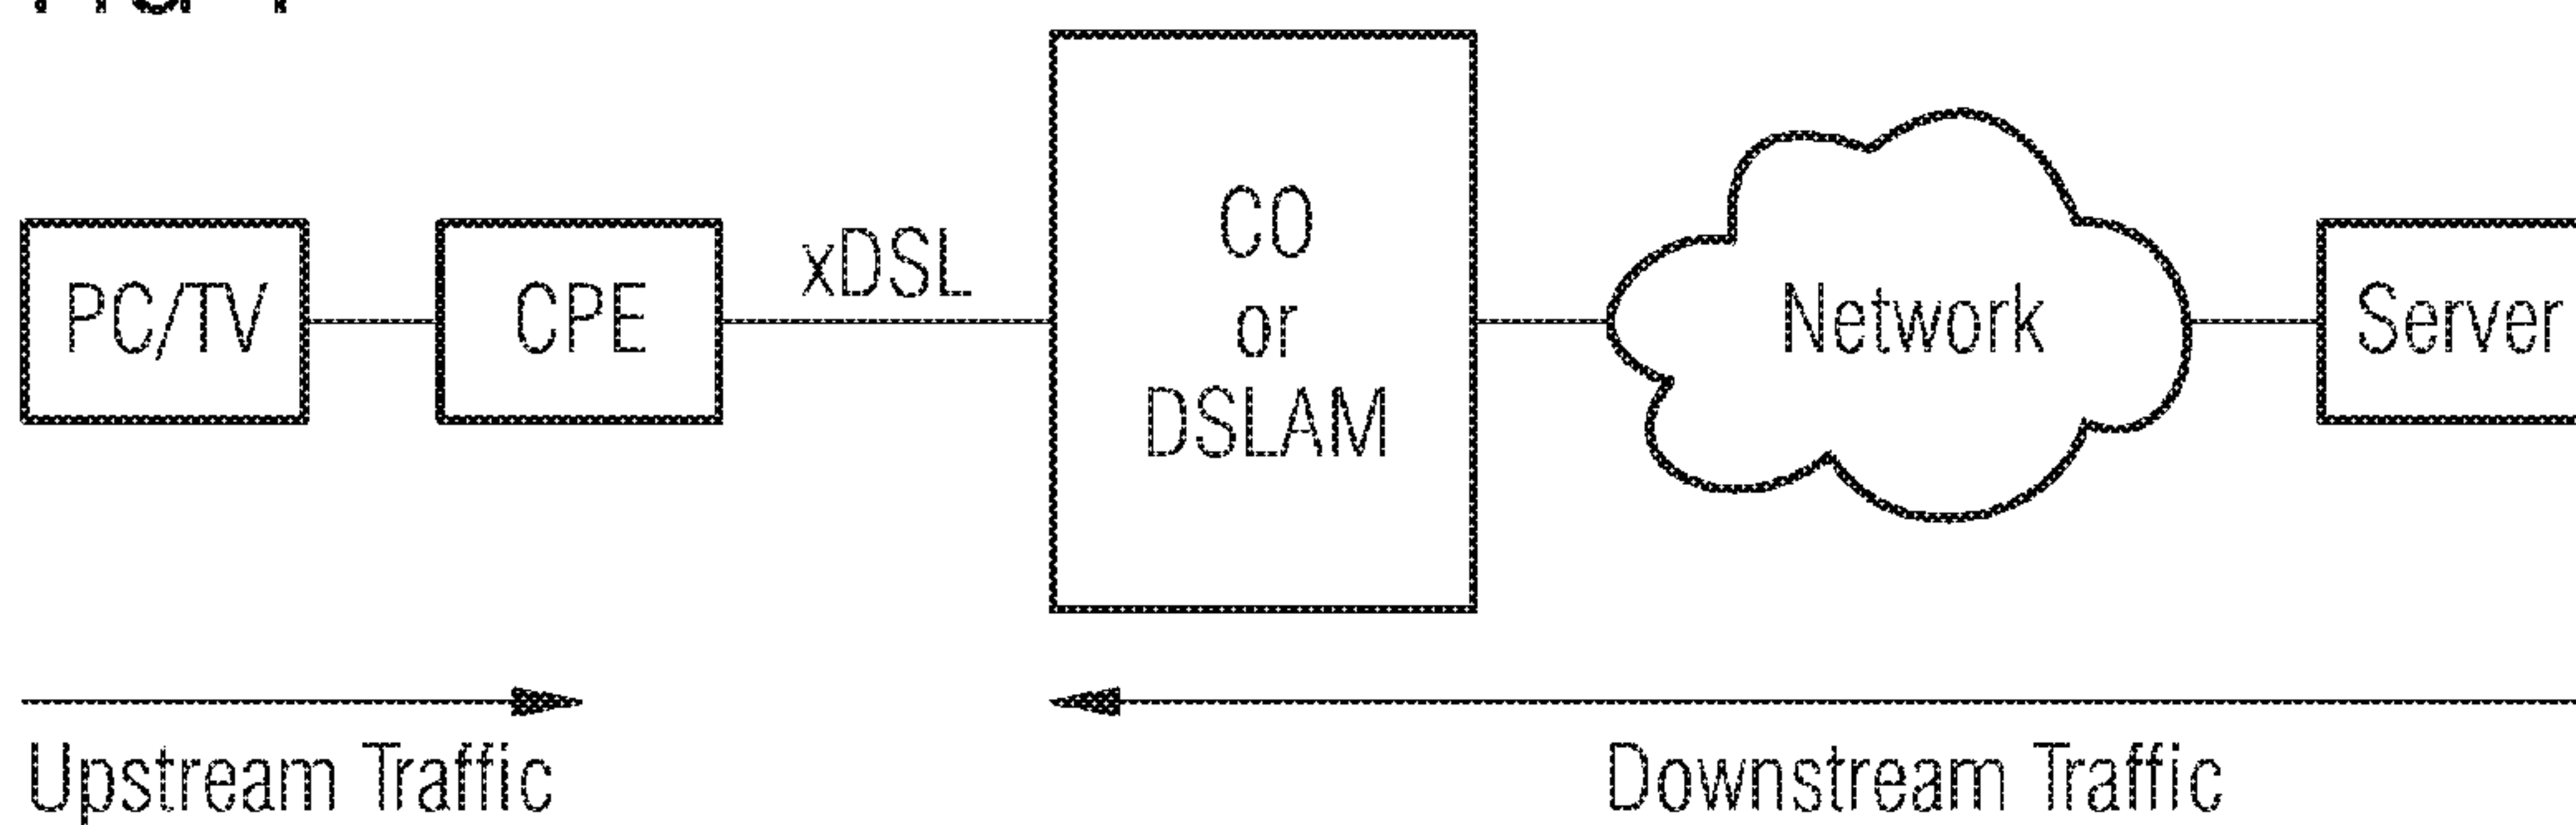 PC/TV
CPE
xDSL
CO
or
DSLAM
Network
Server
Upstream Traffic
Downstream Traffic